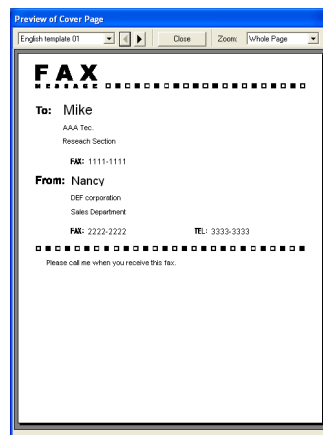 Preview of Cover Page
English template 01 Close Zoom: Whole Page
FAX
MESSAGE
To: Mike
AAA Tec.
Reseach Section
FAX: 1111-1111
From: Nancy
DEF corporation
Sales Department
FAX: 2222-2222 TEL: 3333-3333
Please call me when you receive this fax.